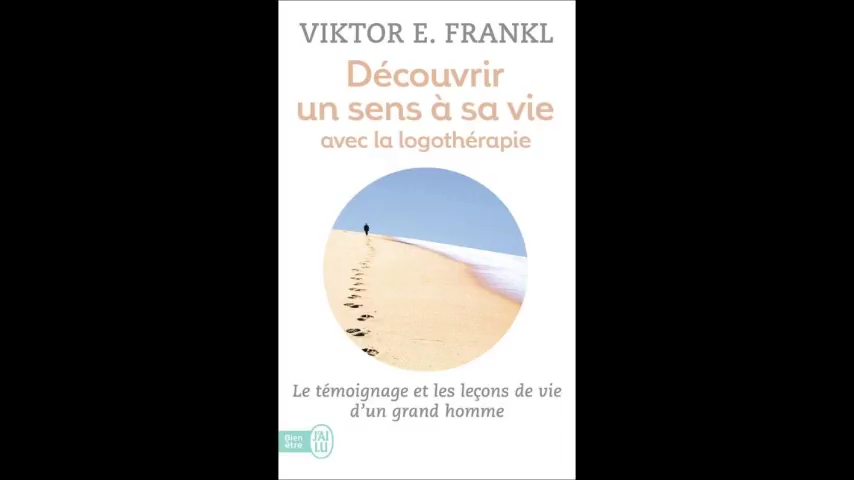 VIKTOR E. FRANKL
Découvrir
un sens à sa vie
avec la logothérapie
Le témoignage et les leçons de vie
d'un grand homme
Bien
être
J'AI
LU